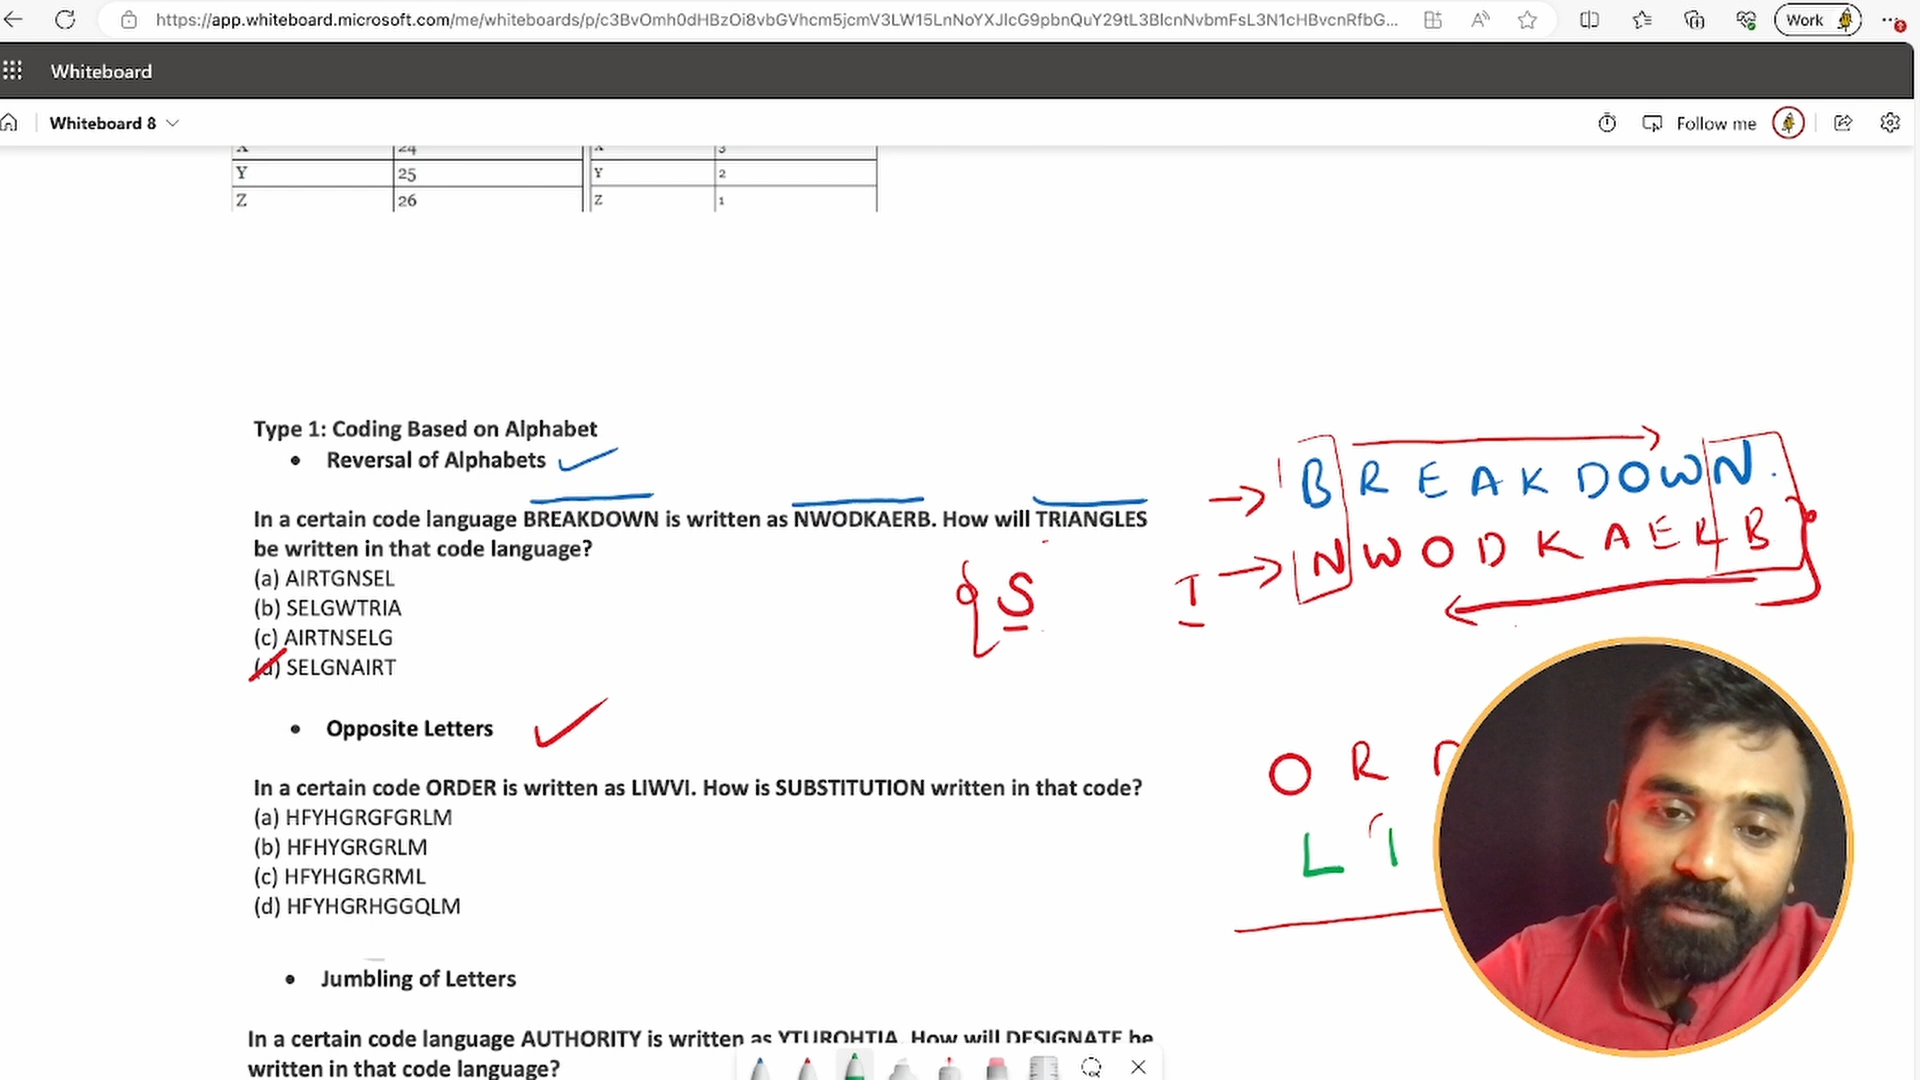 https://app.whiteboard.microsoft.com/me/whiteboards/p/c3BvOmh0dHBzOi8vbGVhcm5jcmV3LW15LnNoYXJlcG9pbnQuY29tL3BlcnNvbmFsL3N1cHBvcnRfbG...
Work
Whiteboard
Whiteboard 8
Follow me
X 24 X 3
Y 25 Y 2
Z 26 Z 1
Type 1: Coding Based on Alphabet
• Reversal of Alphabets
BREAKDOWN.
In a certain code language BREAKDOWN is written as NWODKAERB. How will TRIANGLES
be written in that code language?
NWODKAERB
(a) AIRTGNSEL
S T
(b) SELGWTRIA
(c) AIRTNSELG
(d) SELGNAIRT
• Opposite Letters
O R D
In a certain code ORDER is written as LIWVI. How is SUBSTITUTION written in that code?
(a) HFYHGRGFGRLM
(b) HFHYGRGRLM
L I
(c) HFYHGRGRML
(d) HFYHGRHGGQLM
• Jumbling of Letters
In a certain code language AUTHORITY is written as YTUROHTIA. How will DESIGNATE be
written in that code language?